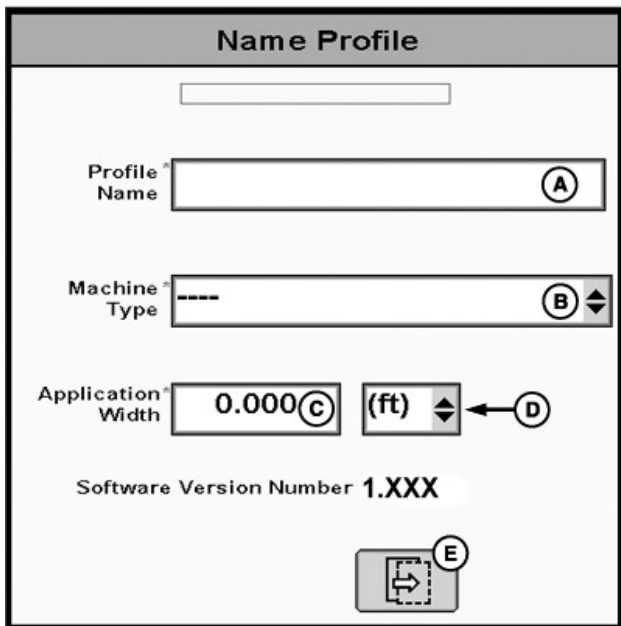 Name Profile
Profile*
Name
A
Machine*
Type
----
B
Application*
Width
0.000
C
(ft)
D
Software Version Number 1.XXX
E